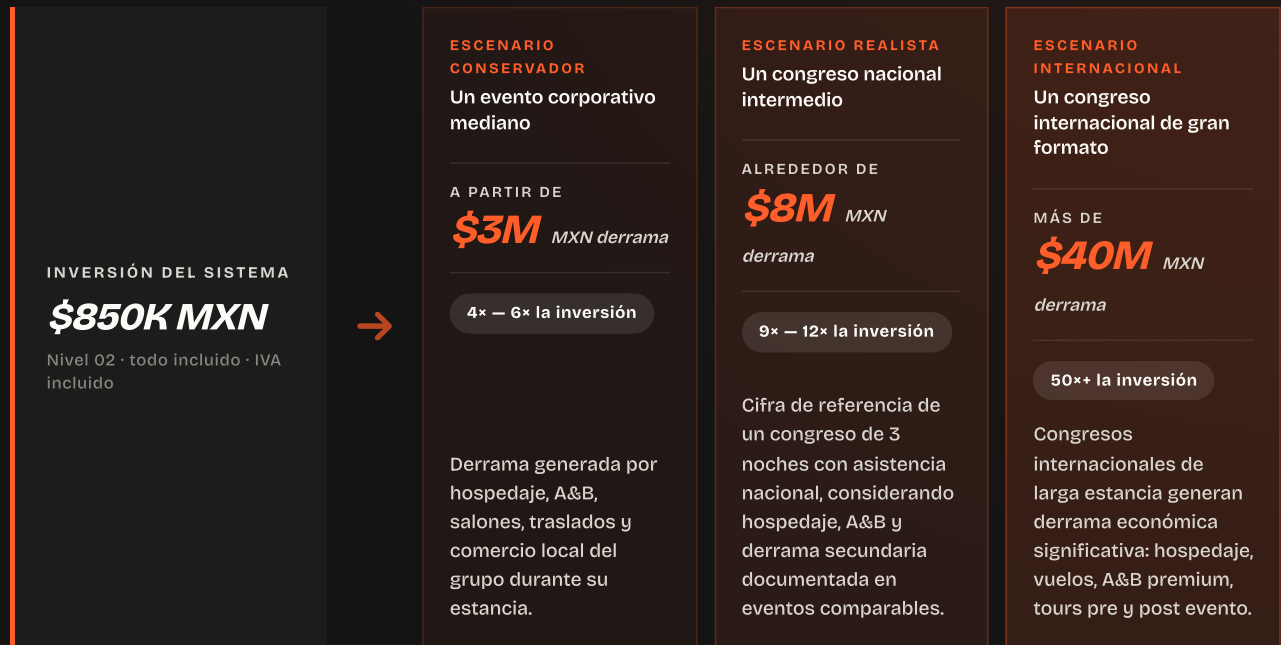 INVERSIÓN DEL SISTEMA
$850K MXN
Nivel 02 · todo incluido · IVA
incluido
→
ESCENARIO
CONSERVADOR
Un evento corporativo
mediano
A PARTIR DE
$3M MXN derrama
4× — 6× la inversión
Derrama generada por
hospedaje, A&B,
salones, traslados y
comercio local del
grupo durante su
estancia.
ESCENARIO REALISTA
Un congreso nacional
intermedio
ALREDEDOR DE
$8M MXN
derrama
9× — 12× la inversión
Cifra de referencia de
un congreso de 3
noches con asistencia
nacional, considerando
hospedaje, A&B y
derrama secundaria
documentada en
eventos comparables.
ESCENARIO
INTERNACIONAL
Un congreso
internacional de gran
formato
MÁS DE
$40M MXN
derrama
50×+ la inversión
Congresos
internacionales de
larga estancia generan
derrama económica
significativa: hospedaje,
vuelos, A&B premium,
tours pre y post evento.